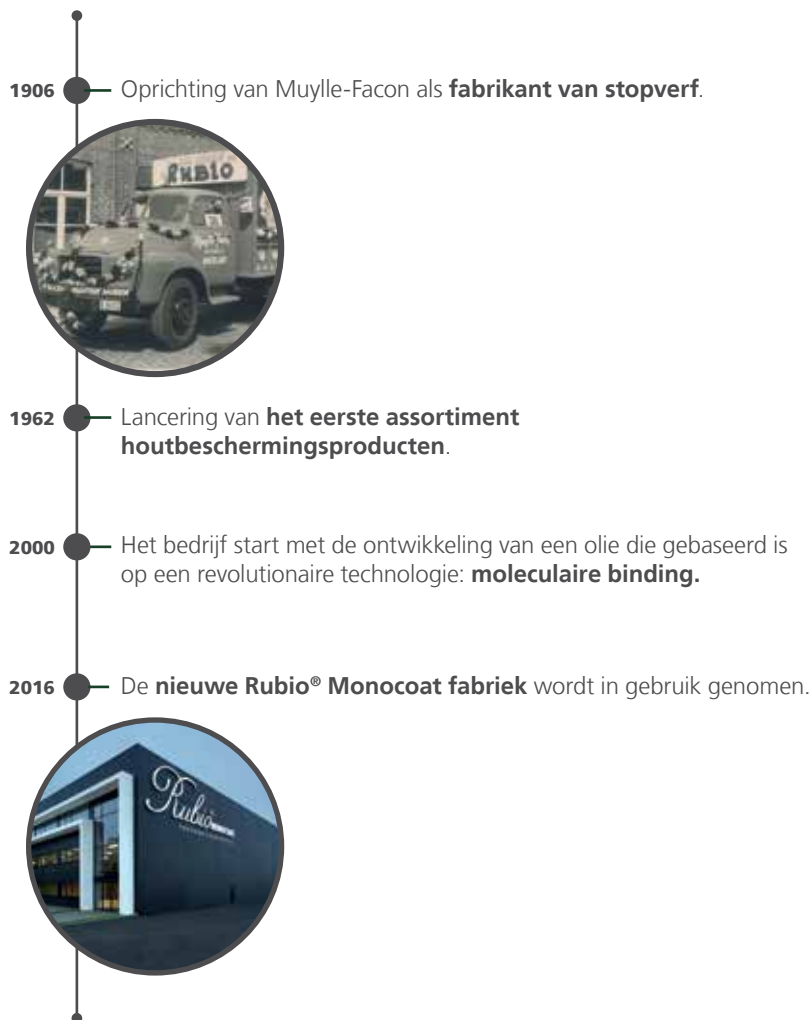 1906 Oprichting van Muylle-Facon als fabrikant van stopverf.
RUBIO
1962 Lancering van het eerste assortiment
houtbeschermingsproducten.
2000 Het bedrijf start met de ontwikkeling van een olie die gebaseerd is
op een revolutionaire technologie: moleculaire binding.
2016 De nieuwe Rubio® Monocoat fabriek wordt in gebruik genomen.
Rubio MONOCOAT